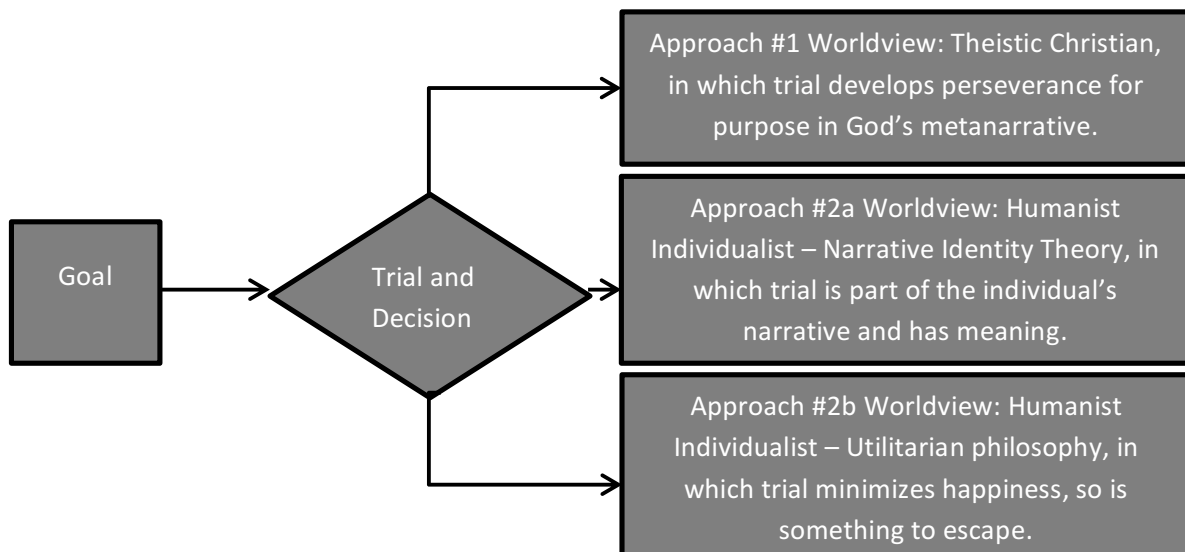 Goal
Trial and
Decision
Approach #1 Worldview: Theistic Christian,
in which trial develops perseverance for
purpose in God’s metanarrative.
Approach #2a Worldview: Humanist
Individualist – Narrative Identity Theory, in
which trial is part of the individual’s
narrative and has meaning.
Approach #2b Worldview: Humanist
Individualist – Utilitarian philosophy, in
which trial minimizes happiness, so is
something to escape.